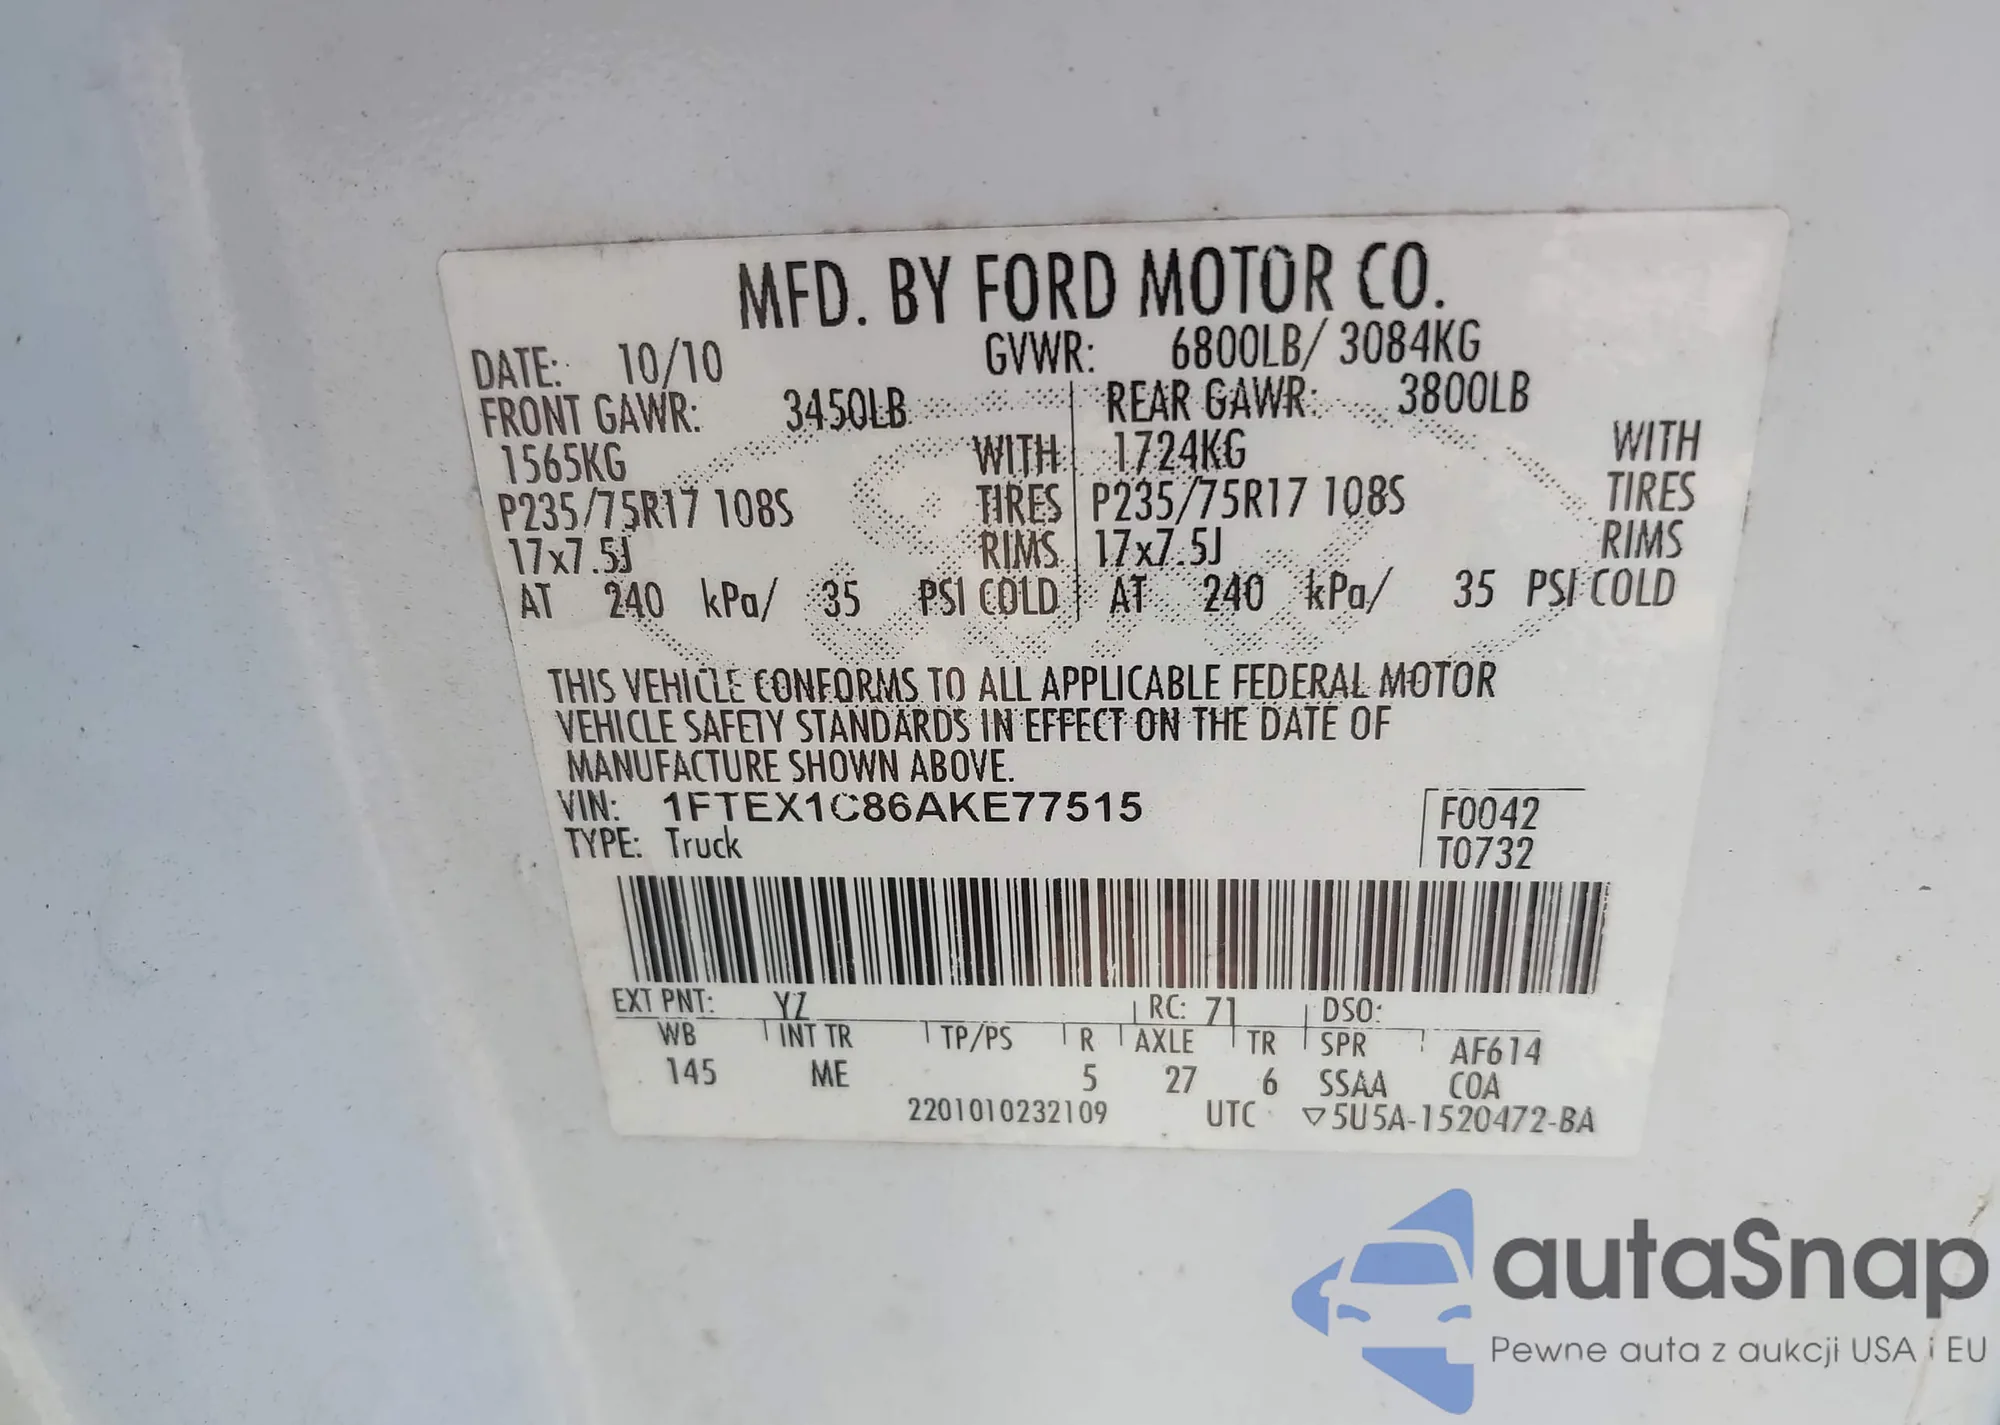 MFD. BY FORD MOTOR CO.
DATE: 10/10 GVWR: 6800LB/ 3084KG
FRONT GAWR: 3450LB REAR GAWR: 3800LB
1565KG WITH 1724KG WITH
P235/75R17 108S TIRES P235/75R17 108S TIRES
17x7.5J RIMS 17x7.5J RIMS
AT 240 kPa/ 35 PSI COLD AT 240 kPa/ 35 PSI COLD
THIS VEHICLE CONFORMS TO ALL APPLICABLE FEDERAL MOTOR
VEHICLE SAFETY STANDARDS IN EFFECT ON THE DATE OF
MANUFACTURE SHOWN ABOVE.
VIN: 1FTEX1C86AKE77515 F0042
TYPE: Truck T0732
EXT PNT: YZ RC: 71 DSO:
WB INT TR TP/PS R AXLE TR SPR AF614
145 ME 5 27 6 SSAA COA
2201010232109 UTC ▽5U5A-1520472-BA
autaSnap
Pewne auta z aukcji USA i EU